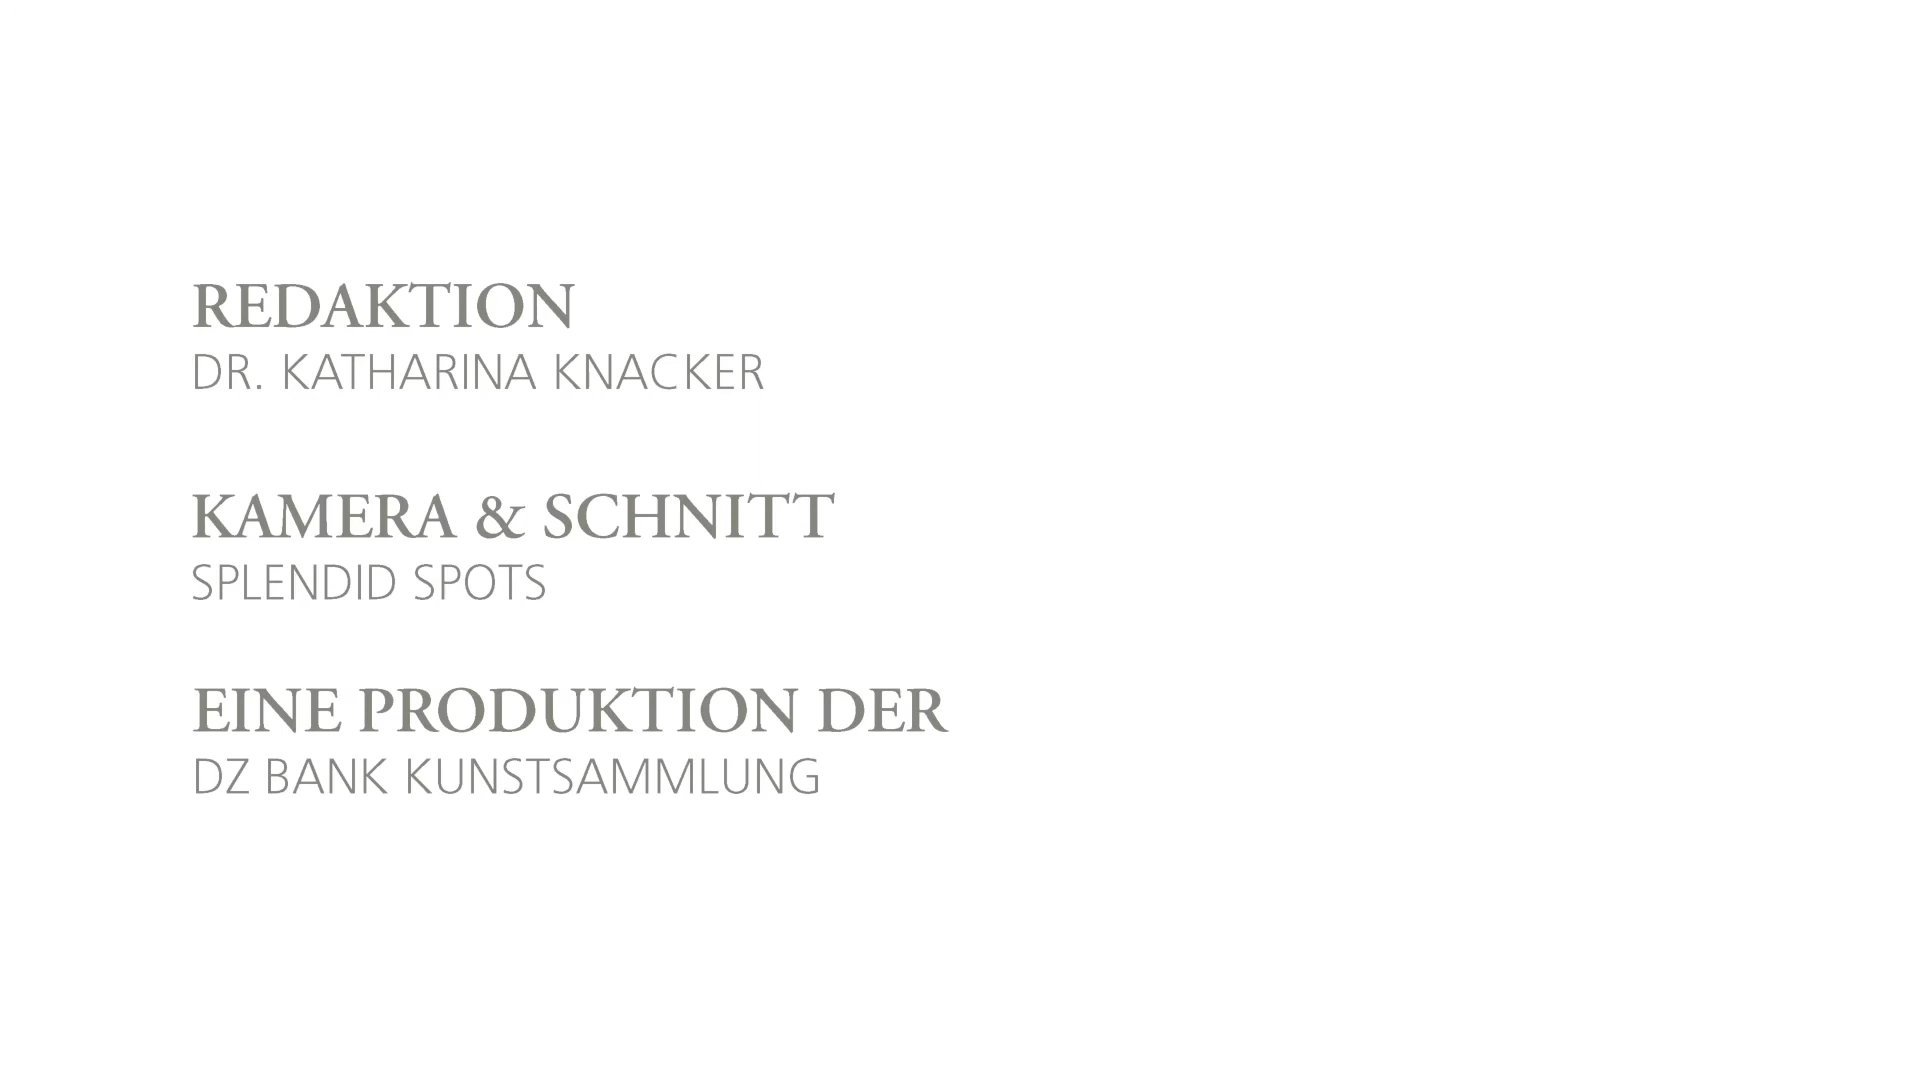 REDAKTION
DR. KATHARINA KNACKER
KAMERA & SCHNITT
SPLENDID SPOTS
EINE PRODUKTION DER
DZ BANK KUNSTSAMMLUNG